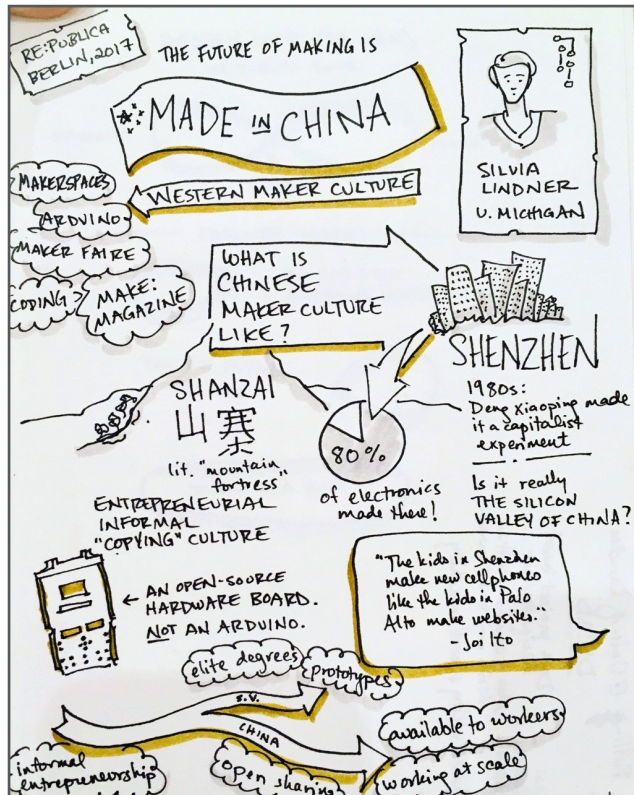 RE:PUBLICA
BERLIN, 2017
THE FUTURE OF MAKING IS
MADE IN CHINA
SILVIA
LINDNER
U. MICHIGAN
WESTERN MAKER CULTURE
MAKERSPACES
ARDUINO
MAKER FAIRE
CODING
MAKE:
MAGAZINE
WHAT IS
CHINESE
MAKER CULTURE
LIKE?
SHENZHEN
1980s:
Deng Xiaoping made
it a capitalist
experiment
Is it really
THE SILICON
VALLEY OF CHINA?
80%
of electronics
made there!
SHANZAI
山寨
lit. "mountain
fortress"
ENTREPRENEURIAL
INFORMAL
"COPYING" CULTURE
← AN OPEN-SOURCE
HARDWARE BOARD.
NOT AN ARDUINO.
"The kids in Shenzhen
make new cellphones
like the kids in Palo
Alto make websites."
- Joi Ito
elite degrees
prototypes
S.V.
CHINA
informal
entrepreneurship
open sharing
available to workers
working at scale